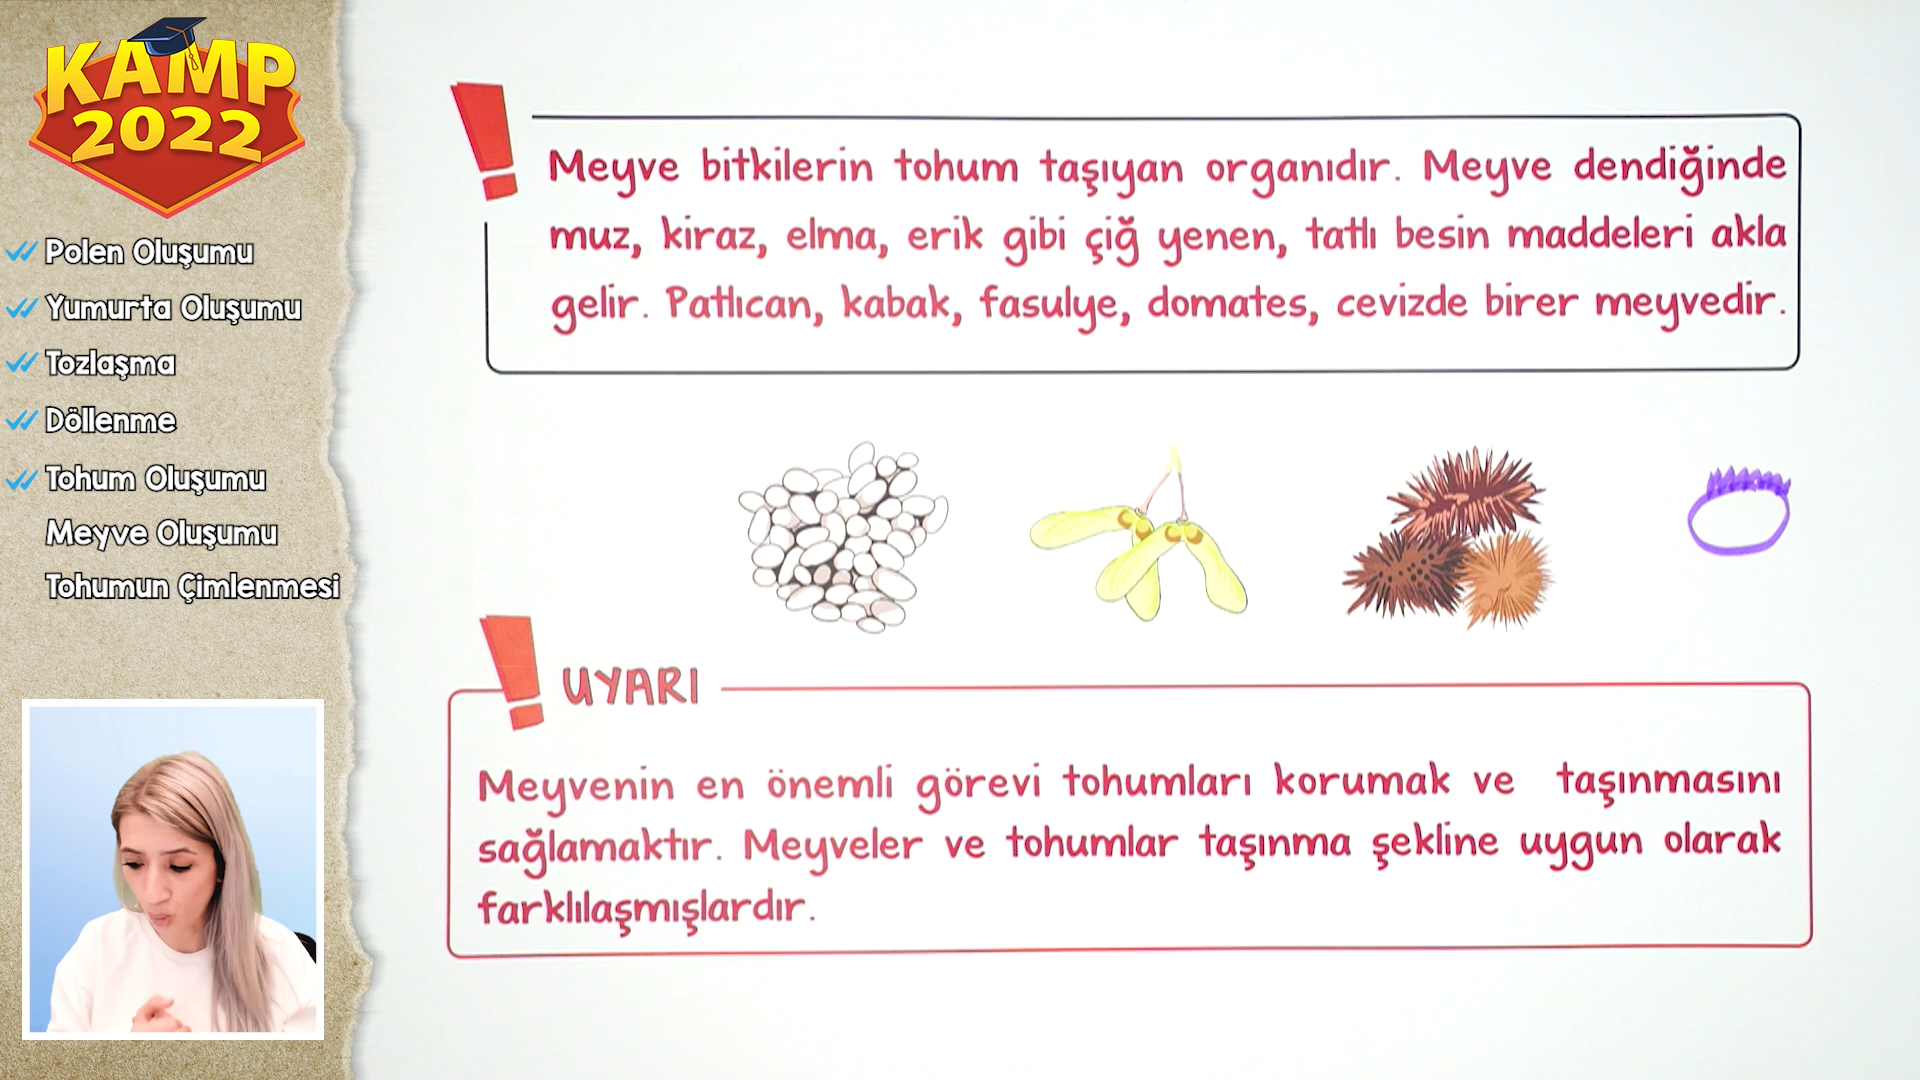 KAMP
2022
Polen Oluşumu
Yumurta Oluşumu
Tozlaşma
Döllenme
Tohum Oluşumu
Meyve Oluşumu
Tohumun Çimlenmesi
Meyve bitkilerin tohum taşıyan organıdır. Meyve dendiğinde
muz, kiraz, elma, erik gibi çiğ yenen, tatlı besin maddeleri akla
gelir. Patlıcan, kabak, fasulye, domates, cevizde birer meyvedir.
UYARI
Meyvenin en önemli görevi tohumları korumak ve taşınmasını
sağlamaktır. Meyveler ve tohumlar taşınma şekline uygun olarak
farklılaşmışlardır.